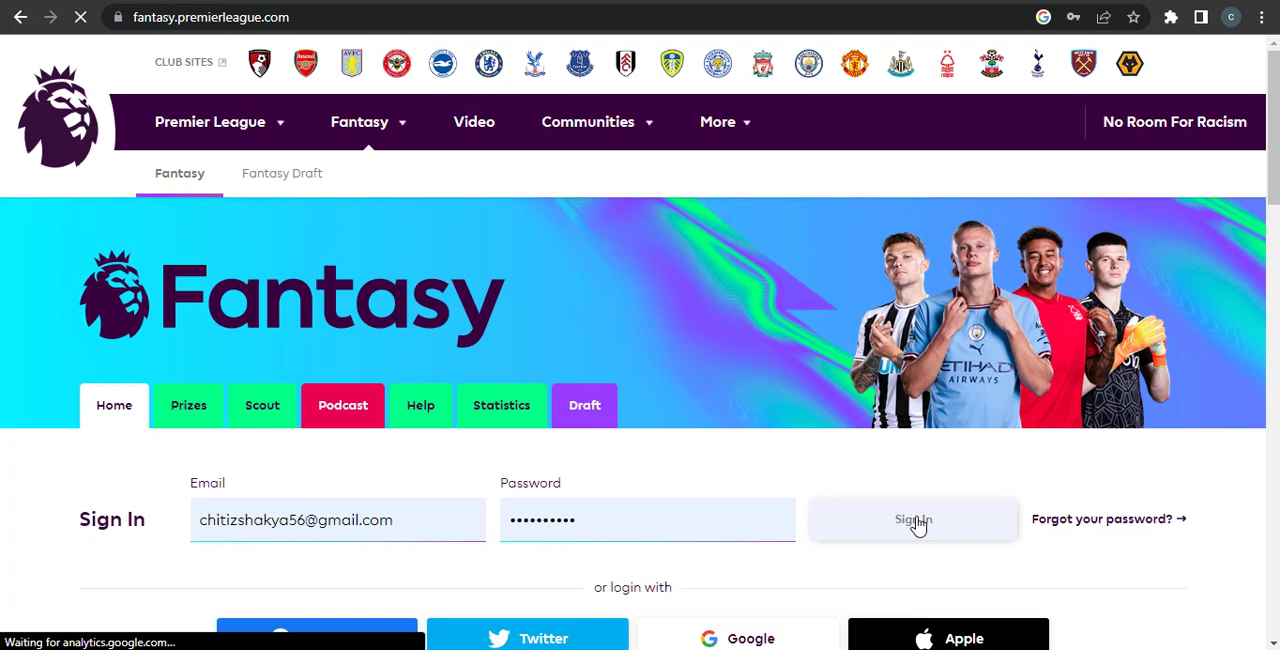 fantasy.premierleague.com
C
CLUB SITES
Premier League
Fantasy
Video
Communities
More
No Room For Racism
Fantasy
Fantasy Draft
Fantasy
ETIHAD
AIRWAYS
Home
Prizes
Scout
Podcast
Help
Statistics
Draft
Email
Password
Sign In
chitizshakya56@gmail.com
••••••••••
Sign In
Forgot your password?
or login with
Twitter
Google
Apple
Waiting for analytics.google.com...